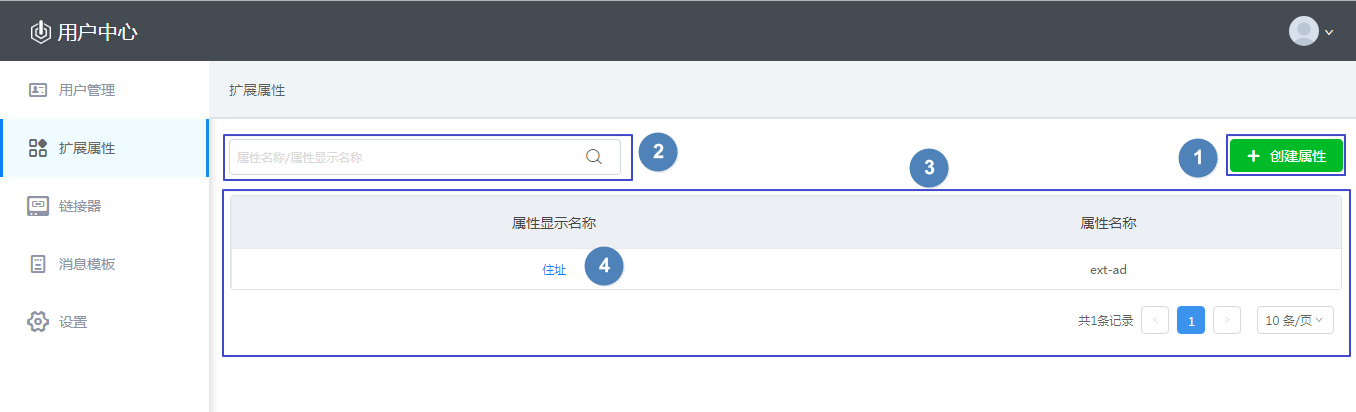 用户中心
用户管理
扩展属性
链接器
消息模板
设置
扩展属性
属性名称/属性显示名称
2
3
1
创建属性
属性显示名称 属性名称
住址 4 ext-ad
共1条记录 < 1 > 10 条/页